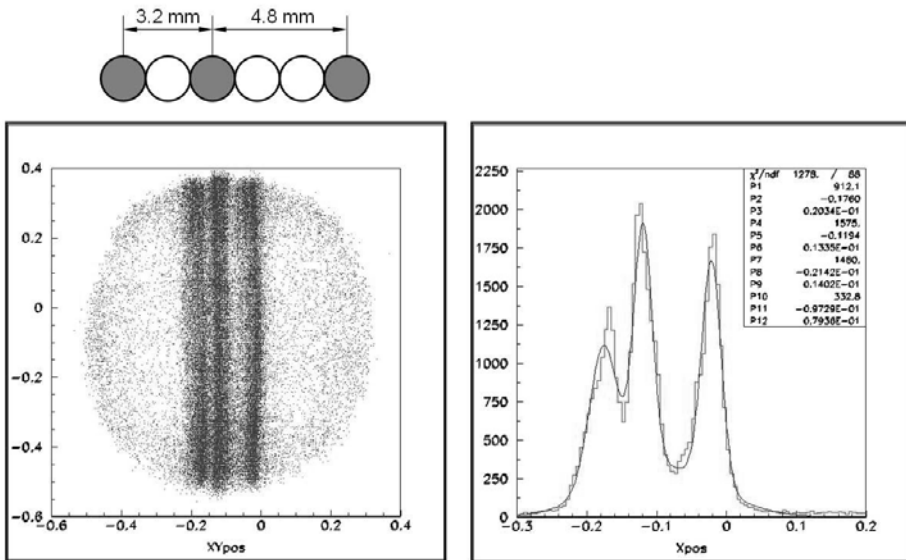 3.2 mm
4.8 mm
0.4
0.2
0
−0.2
−0.4
−0.6
−0.6
−0.4
−0.2
0
0.2
0.4
XYpos
2250
2000
1750
1500
1250
1000
750
500
250
0
−0.3
−0.2
−0.1
0
0.1
0.2
Xpos
χ²/ndf 1278. / 88
P1 912.1
P2 −0.1760
P3 0.2034E−01
P4 1575.
P5 −0.1194
P6 0.1335E−01
P7 1480.
P8 −0.2142E−01
P9 0.1402E−01
P10 332.8
P11 −0.9729E−01
P12 0.7936E−01